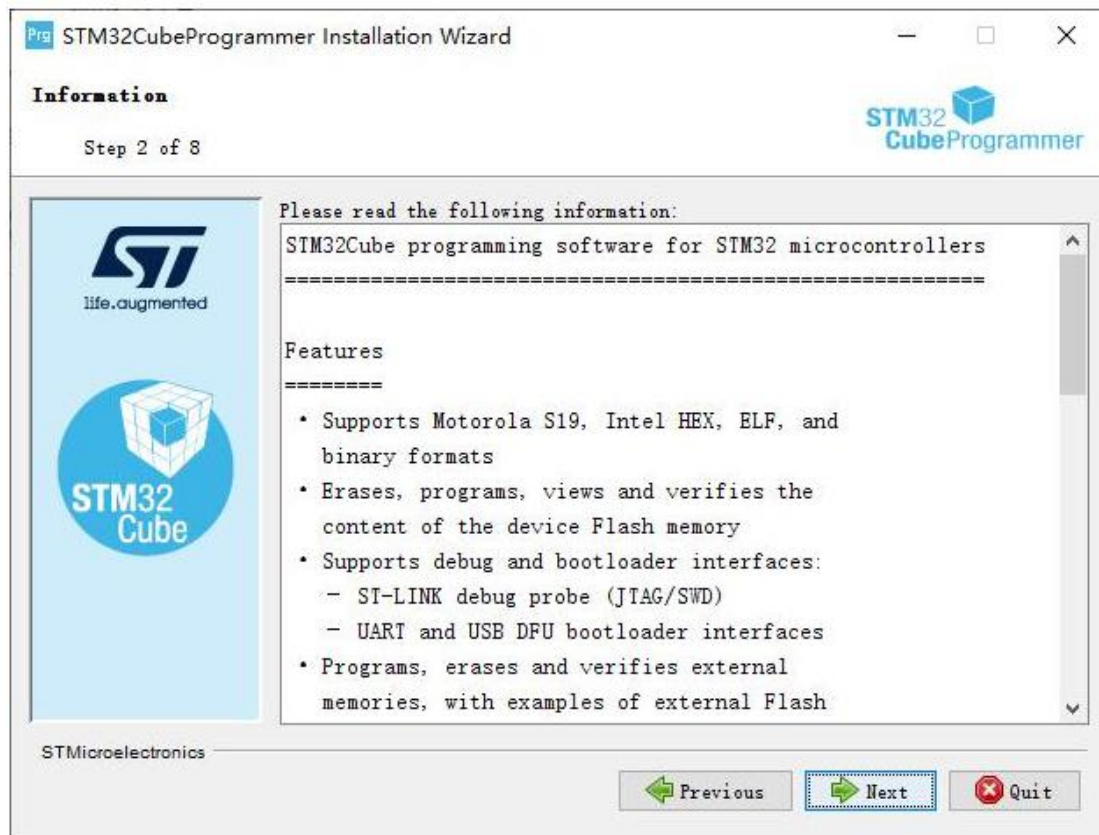 Prg STM32CubeProgrammer Installation Wizard
Information
Step 2 of 8
STM32
CubeProgrammer
ST
life.augmented
STM32
Cube
Please read the following information:
STM32Cube programming software for STM32 microcontrollers
================================================================
Features
========
• Supports Motorola S19, Intel HEX, ELF, and
binary formats
• Erases, programs, views and verifies the
content of the device Flash memory
• Supports debug and bootloader interfaces:
– ST-LINK debug probe (JTAG/SWD)
– UART and USB DFU bootloader interfaces
• Programs, erases and verifies external
memories, with examples of external Flash
STMicroelectronics
Previous
Next
Quit